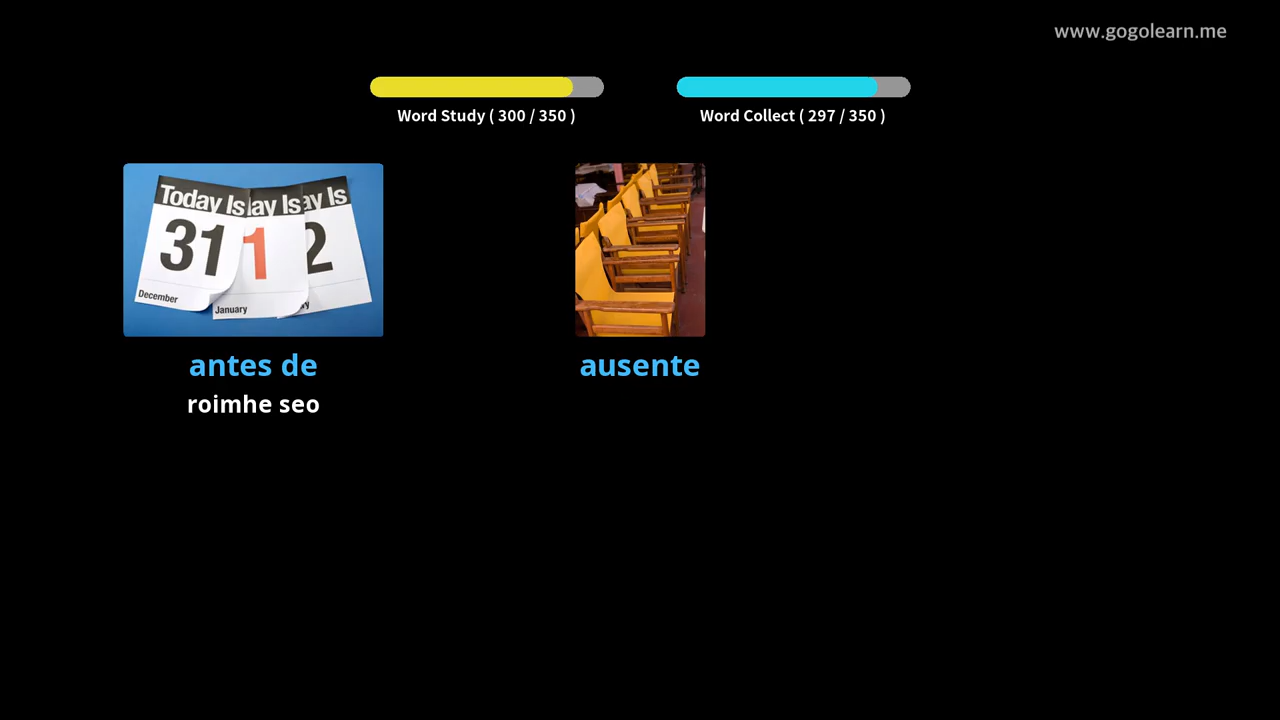 www.gogolearn.me
Word Study ( 300 / 350 )
Word Collect ( 297 / 350 )
Today Is
ay Is
ay Is
31
1
2
December
January
ry
antes de
roimhe seo
ausente